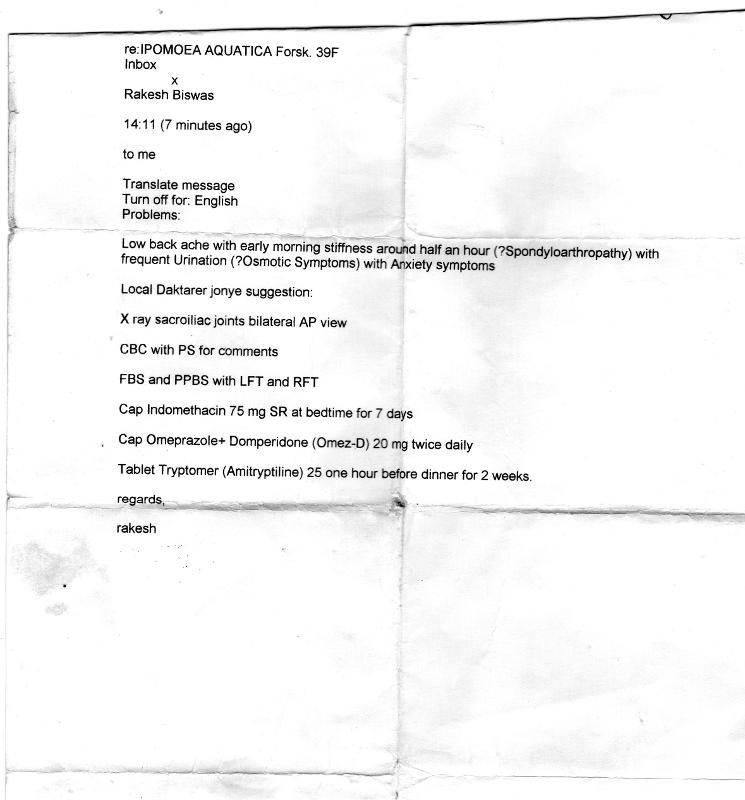 re:IPOMOEA AQUATICA Forsk. 39F
Inbox
x
Rakesh Biswas
14:11 (7 minutes ago)
to me
Translate message
Turn off for: English
Problems:
Low back ache with early morning stiffness around half an hour (?Spondyloarthropathy) with
frequent Urination (?Osmotic Symptoms) with Anxiety symptoms
Local Daktarer jonye suggestion:
X ray sacroiliac joints bilateral AP view
CBC with PS for comments
FBS and PPBS with LFT and RFT
Cap Indomethacin 75 mg SR at bedtime for 7 days
Cap Omeprazole+ Domperidone (Omez-D) 20 mg twice daily
Tablet Tryptomer (Amitryptiline) 25 one hour before dinner for 2 weeks.
regards,
rakesh